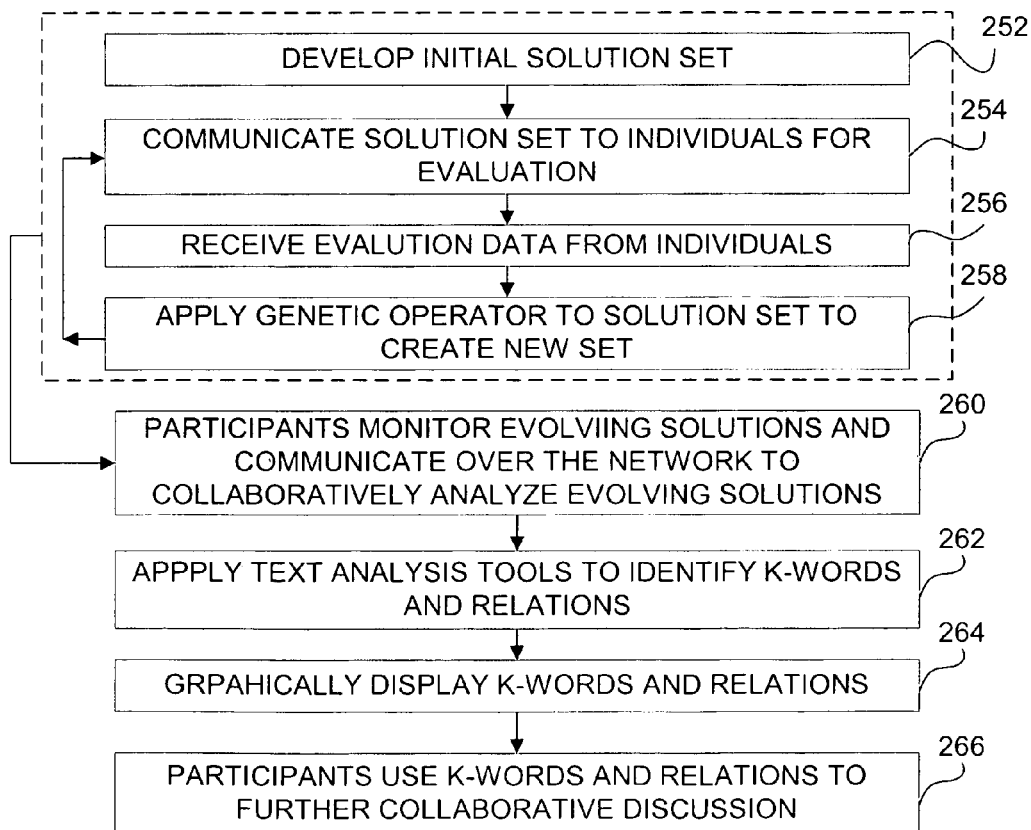 252
DEVELOP INITIAL SOLUTION SET
254
COMMUNICATE SOLUTION SET TO INDIVIDUALS FOR
EVALUATION
256
RECEIVE EVALUTION DATA FROM INDIVIDUALS
258
APPLY GENETIC OPERATOR TO SOLUTION SET TO
CREATE NEW SET
260
PARTICIPANTS MONITOR EVOLVIING SOLUTIONS AND
COMMUNICATE OVER THE NETWORK TO
COLLABORATIVELY ANALYZE EVOLVING SOLUTIONS
262
APPPLY TEXT ANALYSIS TOOLS TO IDENTIFY K-WORDS
AND RELATIONS
264
GRPAHICALLY DISPLAY K-WORDS AND RELATIONS
266
PARTICIPANTS USE K-WORDS AND RELATIONS TO
FURTHER COLLABORATIVE DISCUSSION